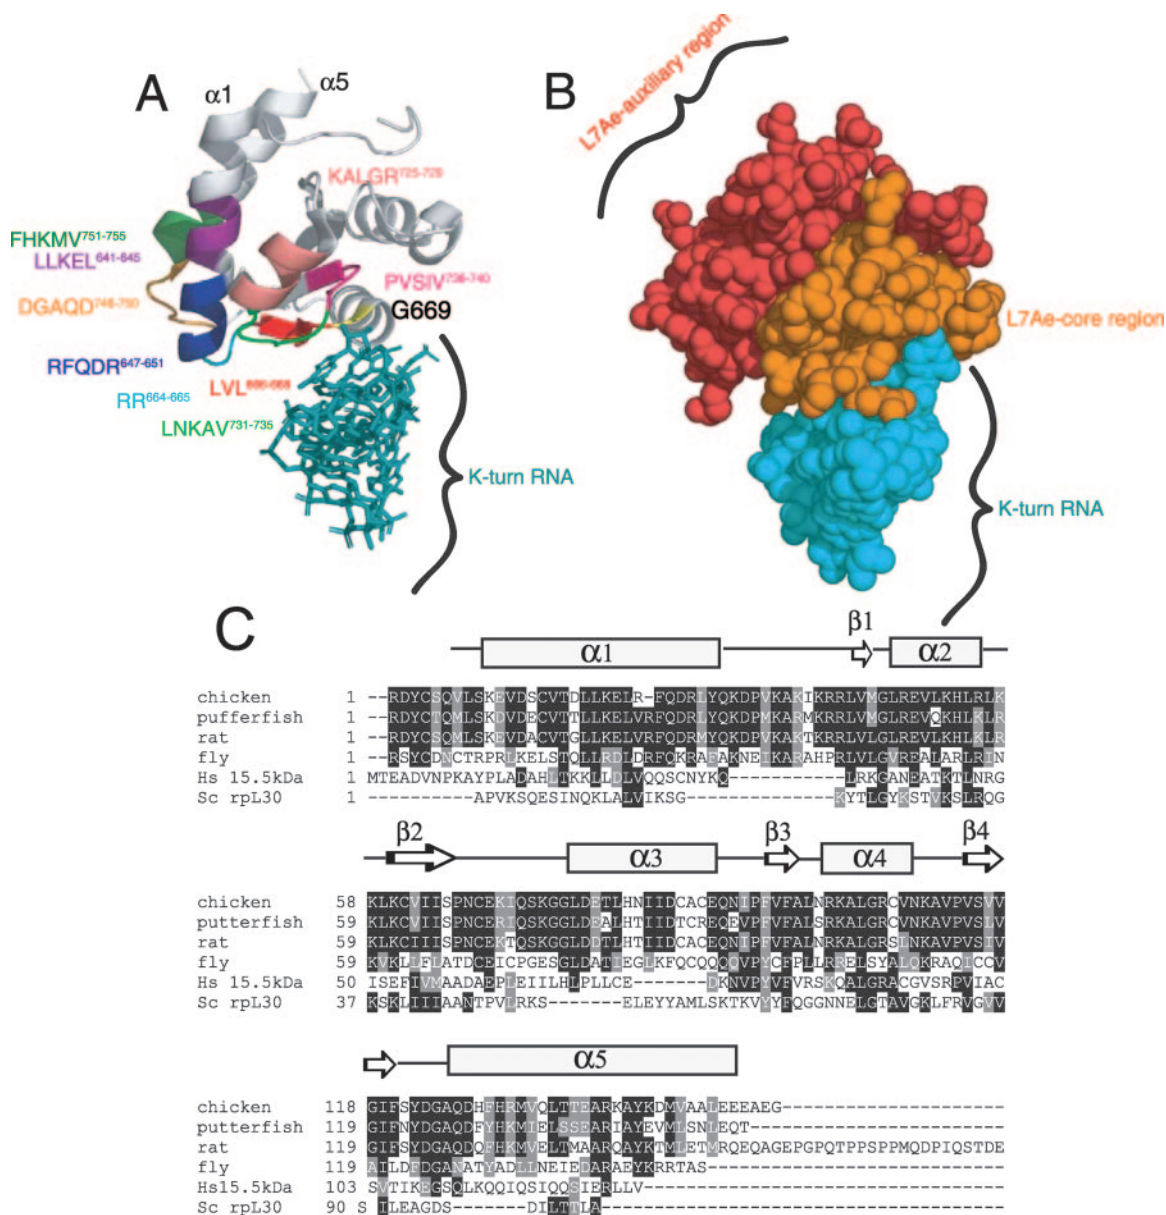 A
α1
α5
KALGR725-729
FHKMV751-755
LLKEL641-645
DGAQD746-750
PVSIV736-740
G669
RFQDR647-651
RR664-665
LVL666-668
LNKAV731-735
K-turn RNA
B
L7Ae-auxiliary region
L7Ae-core region
K-turn RNA
C
α1 β1 α2
chicken 1 --RDYCSQVLSKEVDSCVTDLLKELR-FQDRLYQKDPVKAKIKRRLVMGLREVLKHLRLK
pufferfish 1 --RDYCTQMLSKDVDECVTTLLKELVRFQDRLYQKDPMKARMKRRLVMGLREVQKHLKLR
rat 1 --RDYCSQMLSKEVDACVTGLLKELVRFQDRMYQKDPVKAKTKRRLVLGLREVLKHLKLR
fly 1 --RSYCDNCTRPRLKELSTQLLRDLDRFQKRAFAKNEIKARAHPRLVLGVREALARLRIN
Hs 15.5kDa 1 MTEADVNPKAYPLADAHLTKKLLDLVQQSCNYKQ-----------LRKGANEATKTLNRG
Sc rpL30 1 ----------APVKSQESINQKLALVIKSG--------------KYTLGYKSTVKSLRQG
β2 α3 β3 α4 β4
chicken 58 KLKCVIISPNCEKIQSKGGLDETLHNIIDCACEQNIPFVFALNRKALGRCVNKAVPVSVV
putterfish 59 KLKCVIISPNCERIQSKGGLDEALHTIIDTCREQEVPFVFALSRKALGRCVNKAVPVSVV
rat 59 KLKCIIISPNCEKTQSKGGLDDTLHTIIDCACEQNIPFVFALNRKALGRSLNKAVPVSIV
fly 59 KVKLLFLATDCEICPGESGLDATLEGLKFQCQQQQVPYCFPLLRRELSYALQKRAQICCV
Hs 15.5kDa 50 ISEFIVMAADAEPLEIILHLPLLCE------DKNVPYVFVRSKQALGRACGVSRPVIAC
Sc rpL30 37 KSKLIIIAANTPVLRKS-------ELEYYAMLSKTKVYYFQGGNNELGTAVGKLFRVGVV
α5
chicken 118 GIFSYDGAQDHFHRMVQLTTEARKAYKDMVAALEEEAEG---------------------
putterfish 119 GIFNYDGAQDFYHKMIELSSEARIAYEVMLSNLEQT------------------------
rat 119 GIFSYDGAQDQFHKMVELTMAARQAYKTMLETMRQEQAGEPGPQTPPSPPMQDPIQSTDE
fly 119 AILDFDGANATYADLLNEIEDARAEYKRRTAS----------------------------
Hs15.5kDa 103 SVTIKEGSQLKQQIQSIQQSIERLLV----------------------------------
Sc rpL30 90 S ILEAGDS-------DILTTLA--------------------------------------